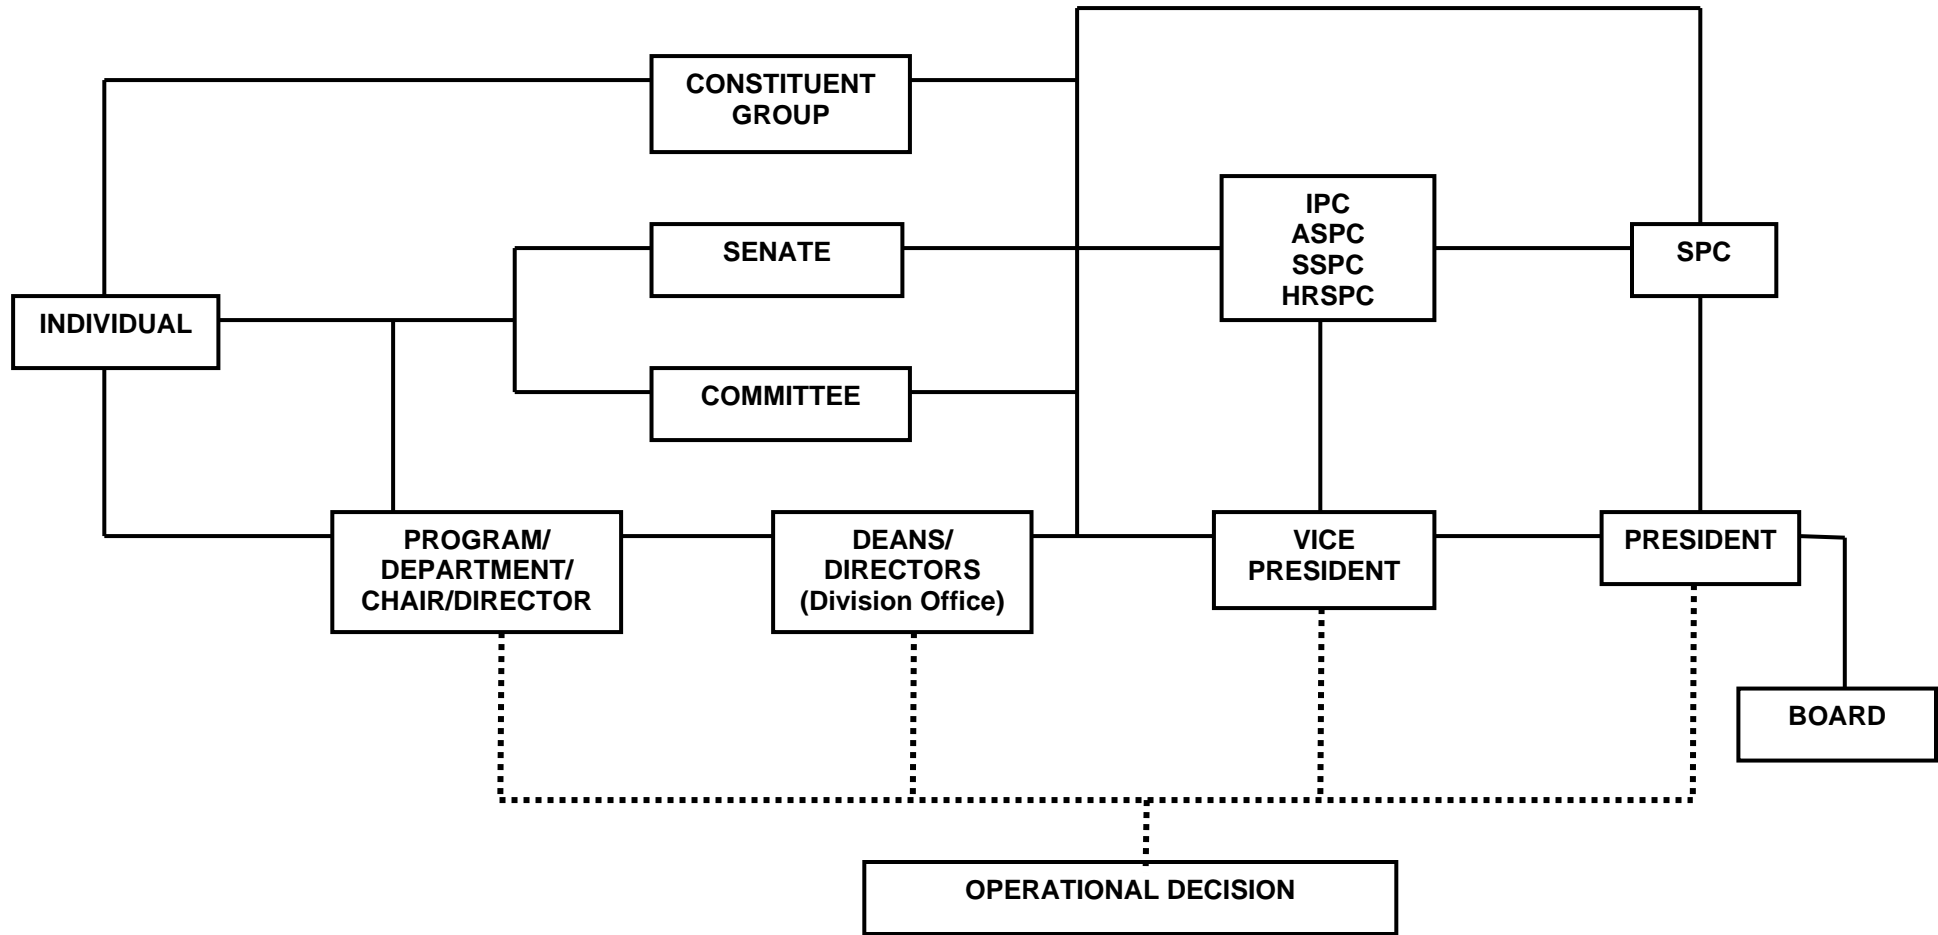 CONSTITUENT
GROUP
IPC
ASPC
SSPC
HRSPC
SENATE
SPC
INDIVIDUAL
COMMITTEE
PROGRAM/
DEPARTMENT/
CHAIR/DIRECTOR
DEANS/
DIRECTORS
(Division Office)
VICE
PRESIDENT
PRESIDENT
BOARD
OPERATIONAL DECISION